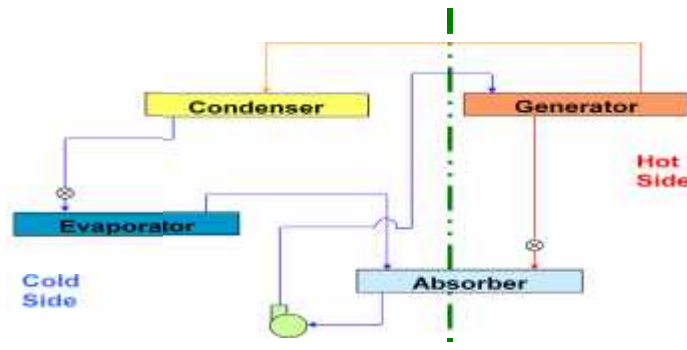 Condenser
Generator
Hot
Side
Evaporator
Cold
Side
Absorber